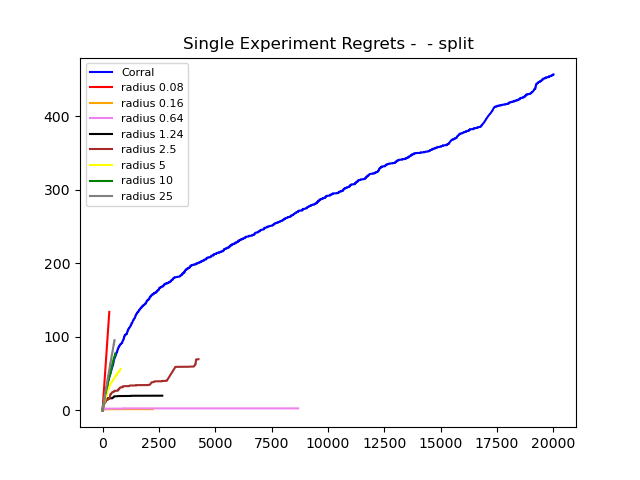 Single Experiment Regrets -  - split
Corral
radius 0.08
radius 0.16
radius 0.64
radius 1.24
radius 2.5
radius 5
radius 10
radius 25
400
300
200
100
0
0 2500 5000 7500 10000 12500 15000 17500 20000